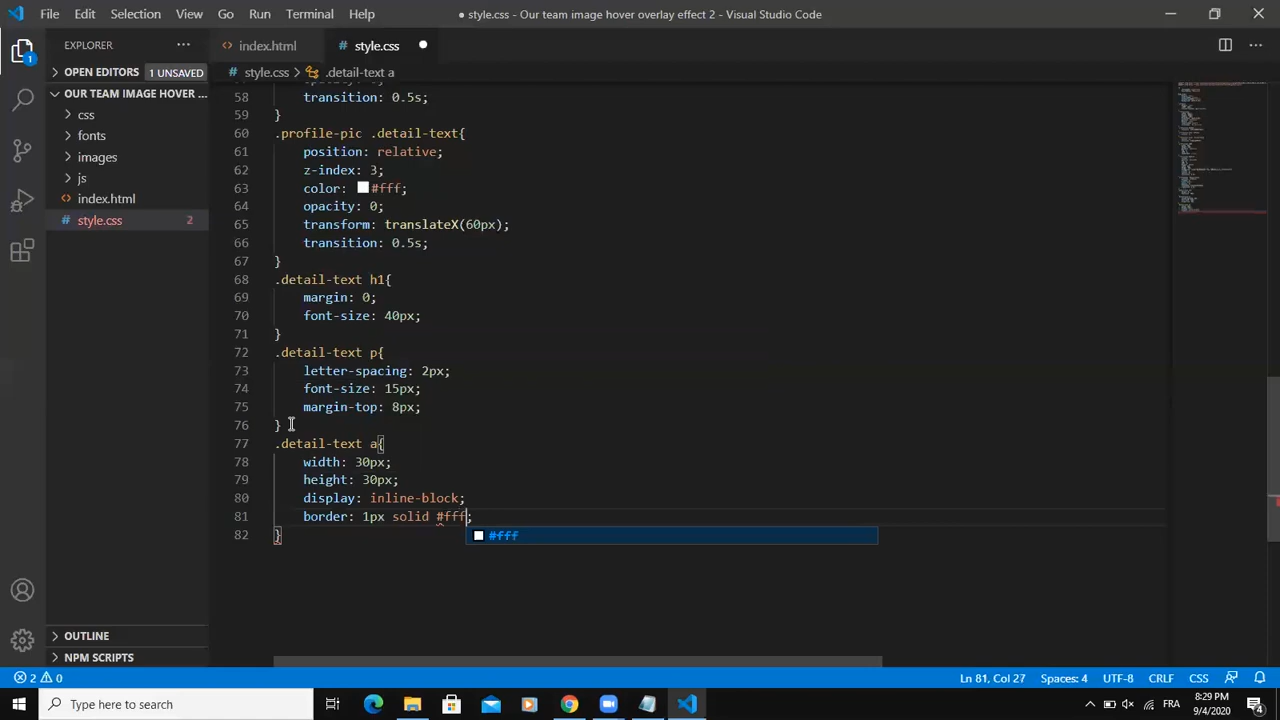 File Edit Selection View Go Run Terminal Help
● style.css - Our team image hover overlay effect 2 - Visual Studio Code
EXPLORER
index.html
style.css
OPEN EDITORS 1 UNSAVED
style.css > .detail-text a
OUR TEAM IMAGE HOVER ...
css
fonts
images
js
index.html
style.css 2
58 transition: 0.5s;
59 }
60 .profile-pic .detail-text{
61 position: relative;
62 z-index: 3;
63 color: #fff;
64 opacity: 0;
65 transform: translateX(60px);
66 transition: 0.5s;
67 }
68 .detail-text h1{
69 margin: 0;
70 font-size: 40px;
71 }
72 .detail-text p{
73 letter-spacing: 2px;
74 font-size: 15px;
75 margin-top: 8px;
76 }
77 .detail-text a{
78 width: 30px;
79 height: 30px;
80 display: inline-block;
81 border: 1px solid #fff;
82 }
#fff
OUTLINE
NPM SCRIPTS
1
2 0
Ln 81, Col 27
Spaces: 4
UTF-8
CRLF
CSS
Type here to search
FRA
8:29 PM
9/4/2020
4